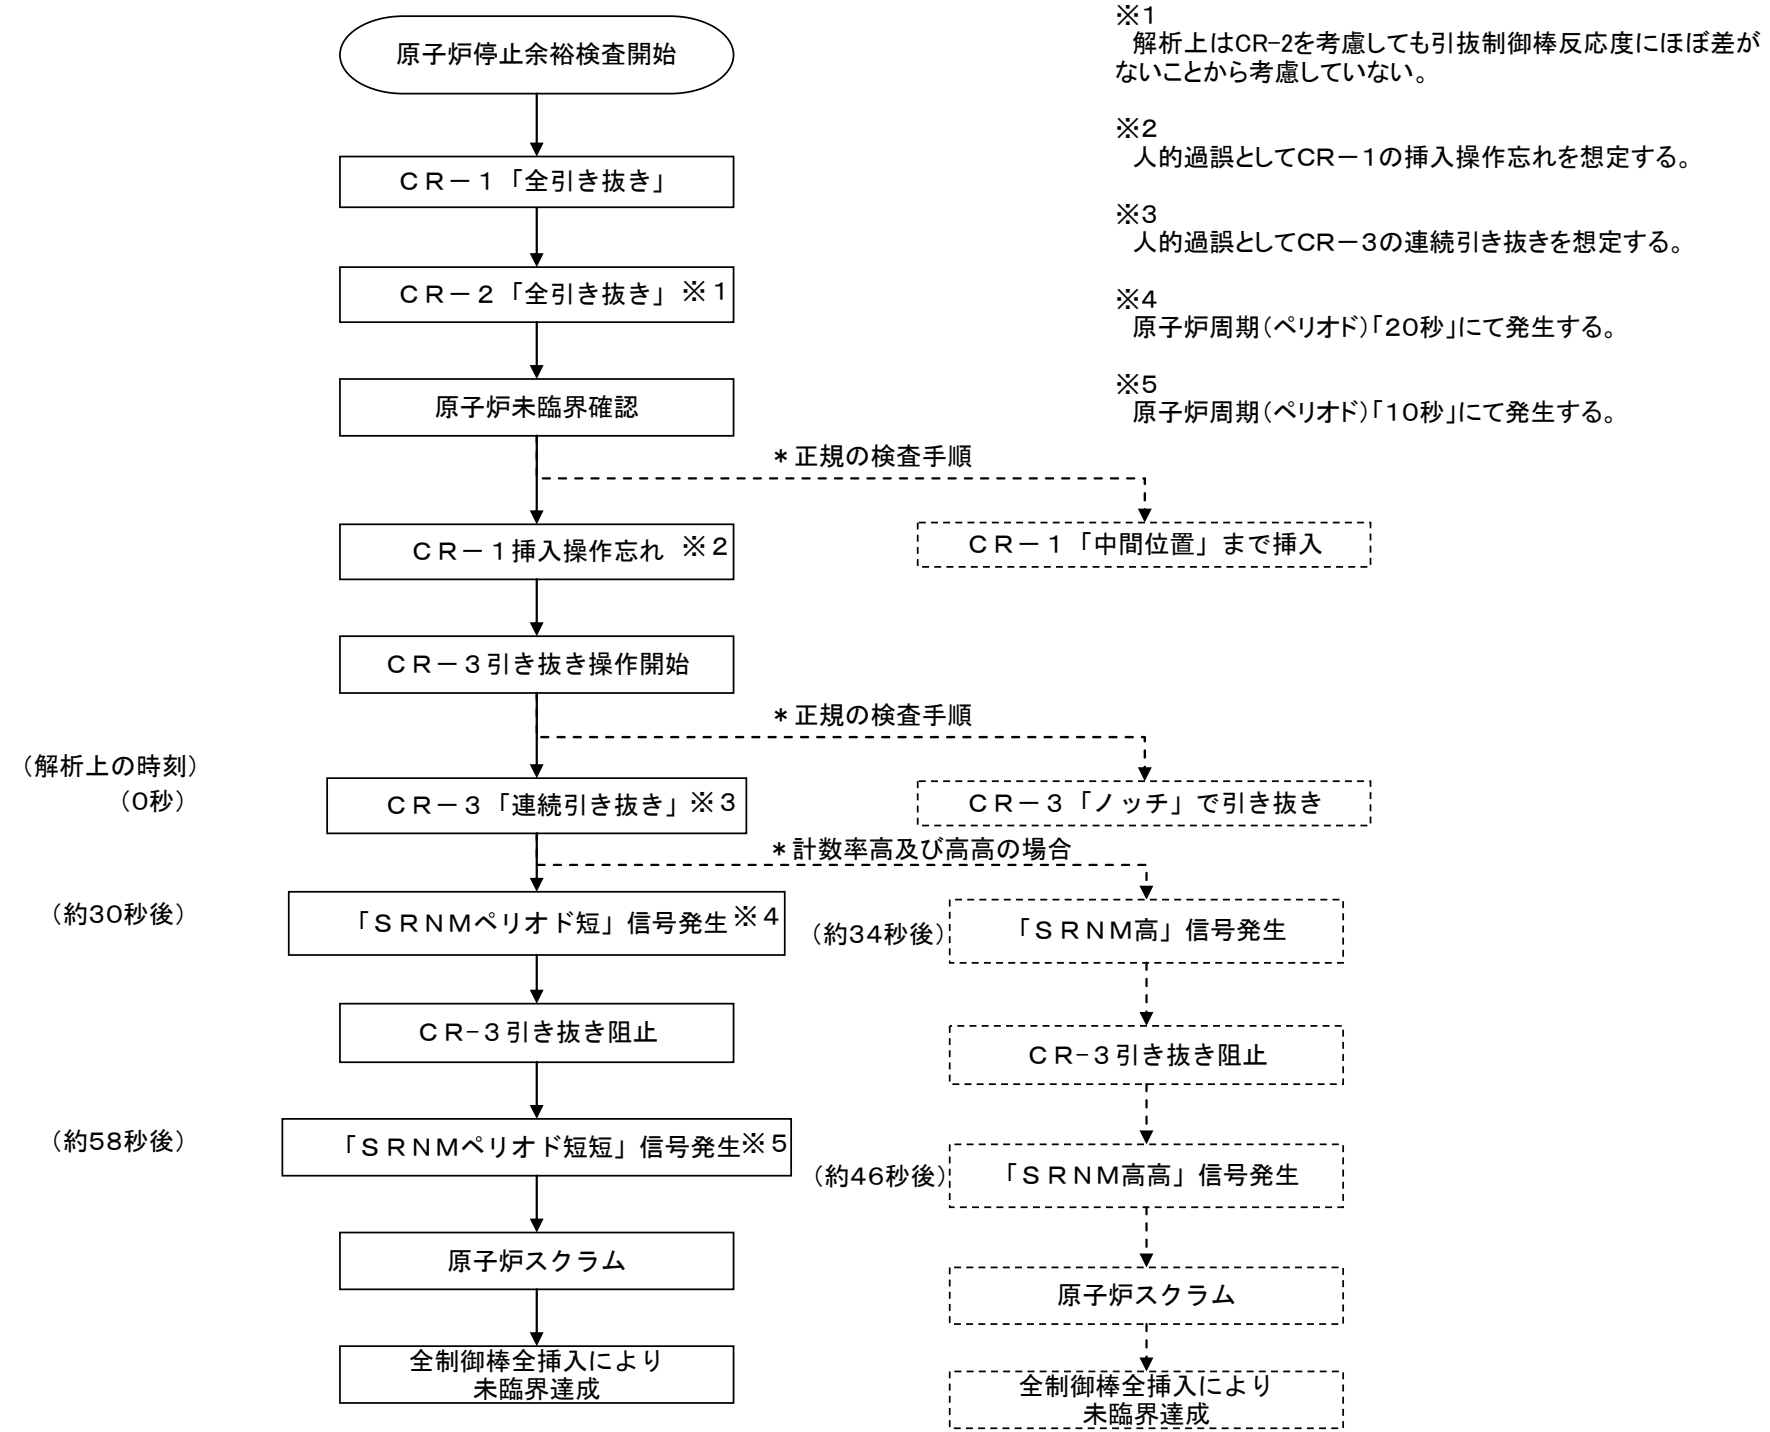 原子炉停止余裕検査開始
ＣＲ－１「全引き抜き」
ＣＲ－２「全引き抜き」※１
原子炉未臨界確認
＊正規の検査手順
ＣＲ－１挿入操作忘れ ※２
ＣＲ－１「中間位置」まで挿入
ＣＲ－３引き抜き操作開始
＊正規の検査手順
（解析上の時刻）
（０秒）
ＣＲ－３「連続引き抜き」※３
ＣＲ－３「ノッチ」で引き抜き
＊計数率高及び高高の場合
（約30秒後）
「ＳＲＮＭペリオド短」信号発生※４
（約34秒後）
「ＳＲＮＭ高」信号発生
ＣＲ-３引き抜き阻止
ＣＲ-３引き抜き阻止
（約58秒後）
「ＳＲＮＭペリオド短短」信号発生※５
（約46秒後）
「ＳＲＮＭ高高」信号発生
原子炉スクラム
原子炉スクラム
全制御棒全挿入により
未臨界達成
全制御棒全挿入により
未臨界達成
※１
解析上はCR-2を考慮しても引抜制御棒反応度にほぼ差が
ないことから考慮していない。
※２
人的過誤としてCR－１の挿入操作忘れを想定する。
※３
人的過誤としてCR－３の連続引き抜きを想定する。
※４
原子炉周期（ペリオド）「２０秒」にて発生する。
※５
原子炉周期（ペリオド）「１０秒」にて発生する。